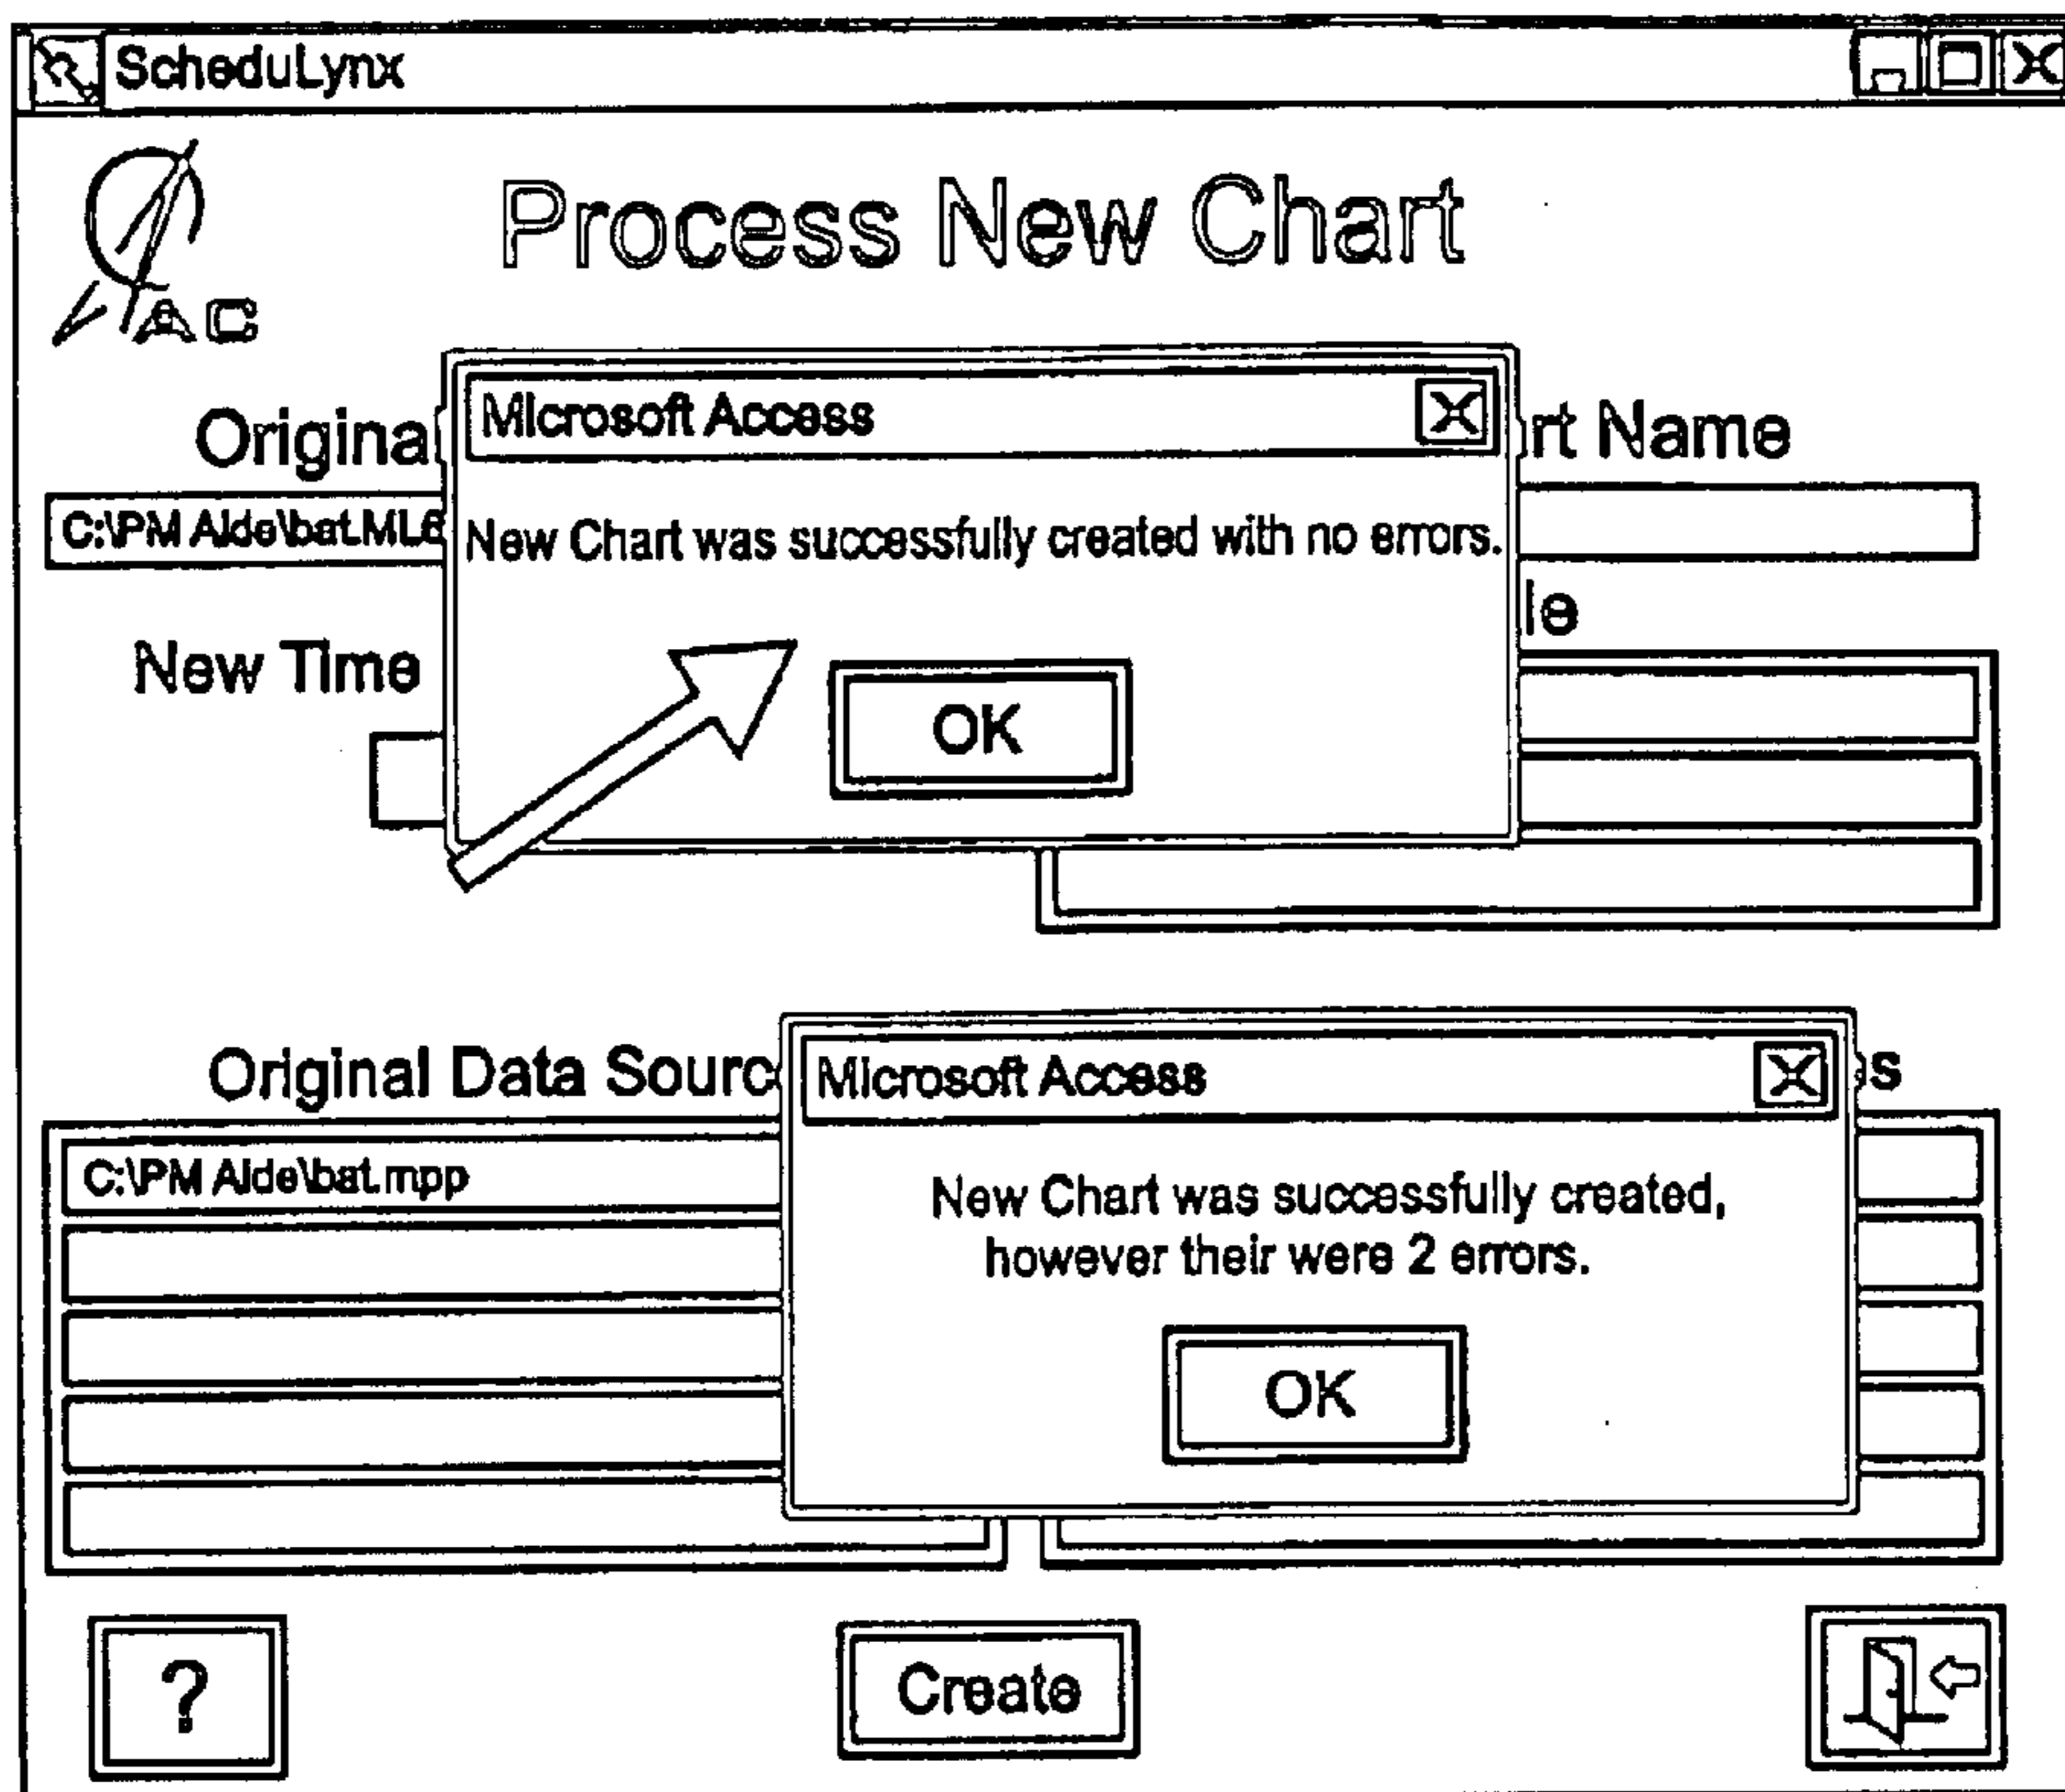 ScheduLynx
AC
Process New Chart
Microsoft Access
Origina
rt Name
C:\PM Aide\bat.ML6
New Chart was successfully created with no errors.
le
New Time
OK
Original Data Sourc
Microsoft Access
s
C:\PM Aide\bat.mpp
New Chart was successfully created,
however their were 2 errors.
OK
?
Create